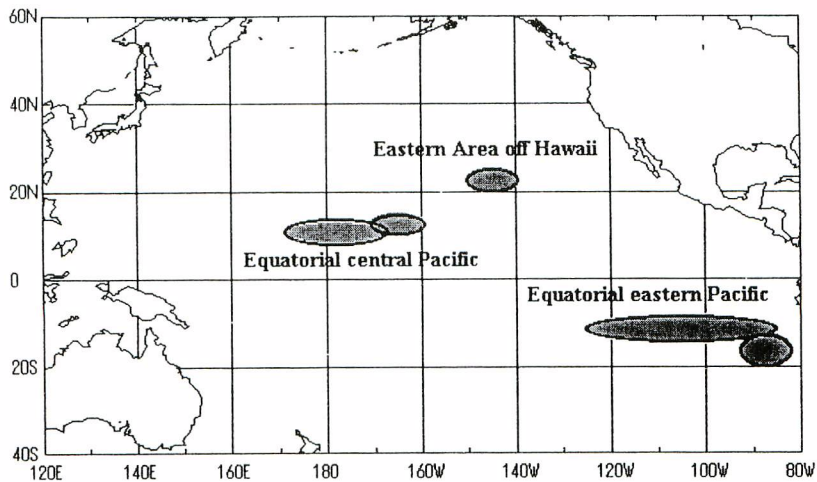 60N
40N
Eastern Area off Hawaii
20N
Equatorial central Pacific
0
Equatorial eastern Pacific
20S
40S
120E 140E 160E 180 160W 140W 120W 100W 80W